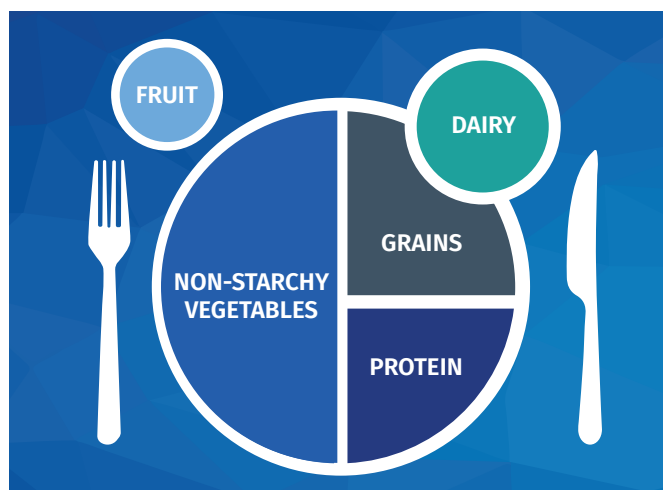 FRUIT
DAIRY
GRAINS
NON-STARCHY
VEGETABLES
PROTEIN